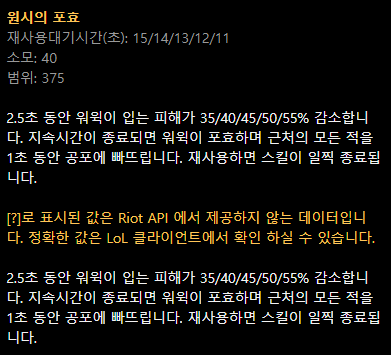 원시의 포효
재사용대기시간(초): 15/14/13/12/11
소모: 40
범위: 375
2.5초 동안 워윅이 입는 피해가 35/40/45/50/55% 감소합니
다. 지속시간이 종료되면 워윅이 포효하며 근처의 모든 적을
1초 동안 공포에 빠뜨립니다. 재사용하면 스킬이 일찍 종료됩
니다.
[?]로 표시된 값은 Riot API 에서 제공하지 않는 데이터입니
다. 정확한 값은 LoL 클라이언트에서 확인 하실 수 있습니다.
2.5초 동안 워윅이 입는 피해가 35/40/45/50/55% 감소합니
다. 지속시간이 종료되면 워윅이 포효하며 근처의 모든 적을
1초 동안 공포에 빠뜨립니다. 재사용하면 스킬이 일찍 종료됩
니다.